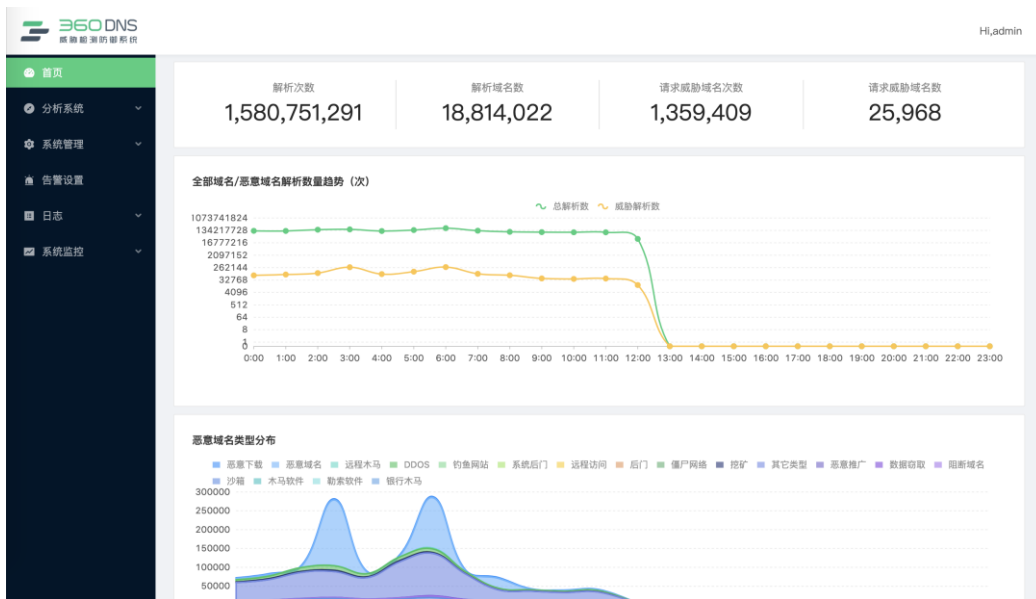 360 DNS
威胁检测防御系统
Hi,admin
首页
分析系统
系统管理
告警设置
日志
系统监控
解析次数
1,580,751,291
解析域名数
18,814,022
请求威胁域名次数
1,359,409
请求威胁域名数
25,968
全部域名/恶意域名解析数量趋势（次）
总解析数 威胁解析数
1073741824
134217728
16777216
2097152
262144
32768
4096
512
64
8
1
0
0:00 1:00 2:00 3:00 4:00 5:00 6:00 7:00 8:00 9:00 10:00 11:00 12:00 13:00 14:00 15:00 16:00 17:00 18:00 19:00 20:00 21:00 22:00 23:00
恶意域名类型分布
恶意下载 恶意域名 远程木马 DDOS 钓鱼网站 系统后门 远程访问 后门 僵尸网络 挖矿 其它类型 恶意推广 数据窃取 阻断域名
沙箱 木马软件 勒索软件 银行木马
300000
250000
200000
150000
100000
50000